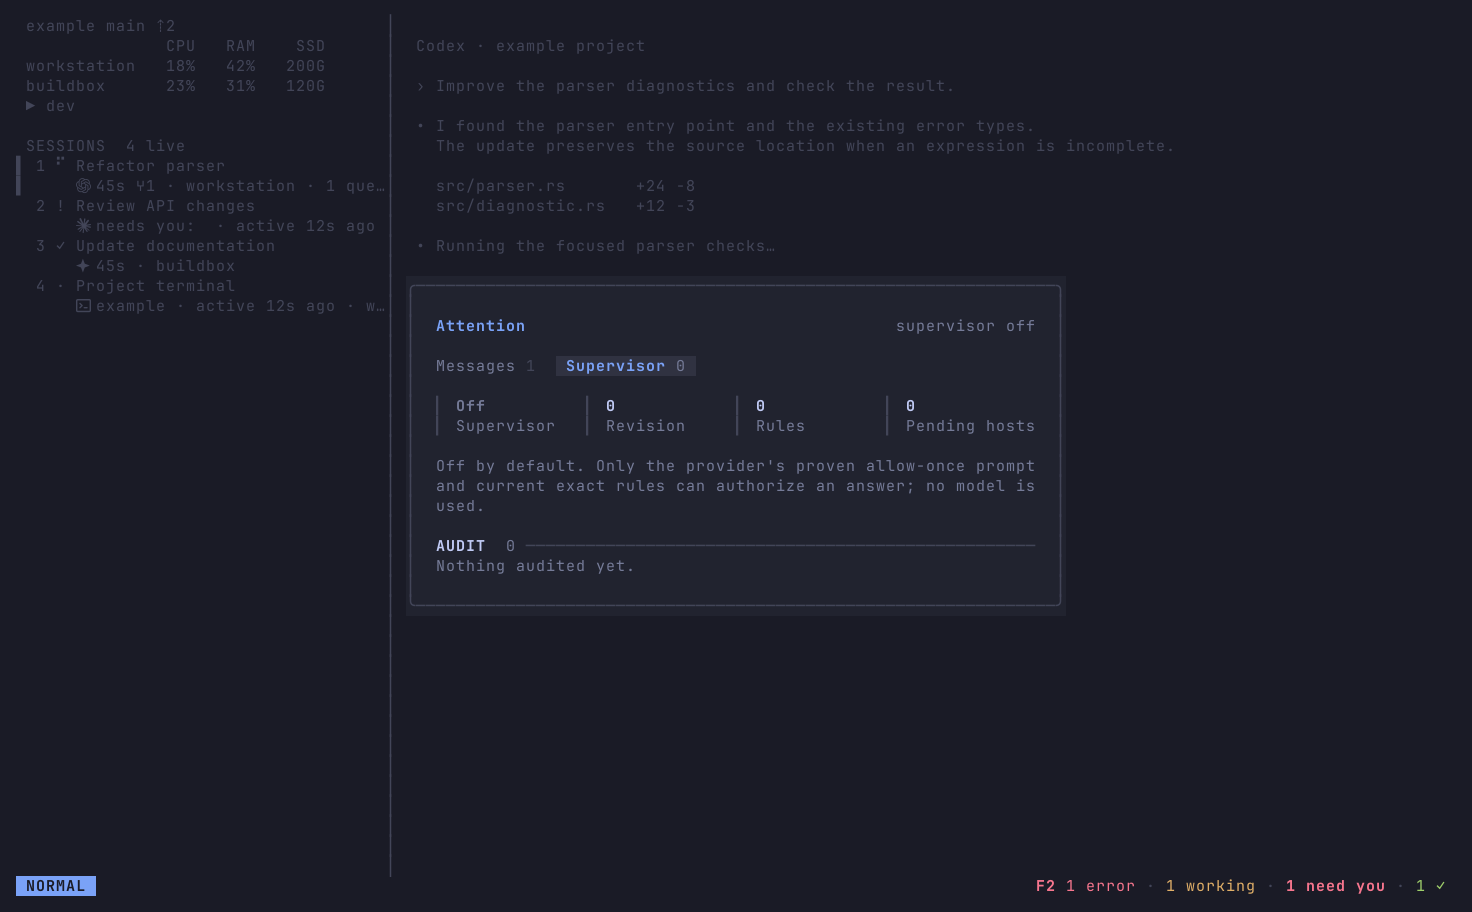 example main ↑2
CPU RAM SSD
workstation 18% 42% 200G
buildbox 23% 31% 120G
▶ dev
SESSIONS 4 live
1 Refactor parser
45s Y1 · workstation · 1 que…
2 ! Review API changes
needs you: · active 12s ago
3 ✓ Update documentation
45s · buildbox
4 · Project terminal
example · active 12s ago · w…
Codex · example project
› Improve the parser diagnostics and check the result.
• I found the parser entry point and the existing error types.
The update preserves the source location when an expression is incomplete.
src/parser.rs +24 -8
src/diagnostic.rs +12 -3
• Running the focused parser checks…
Attention supervisor off
Messages 1 Supervisor 0
Off 0 0 0
Supervisor Revision Rules Pending hosts
Off by default. Only the provider's proven allow-once prompt
and current exact rules can authorize an answer; no model is
used.
AUDIT 0
Nothing audited yet.
NORMAL F2 1 error · 1 working · 1 need you · 1 ✓